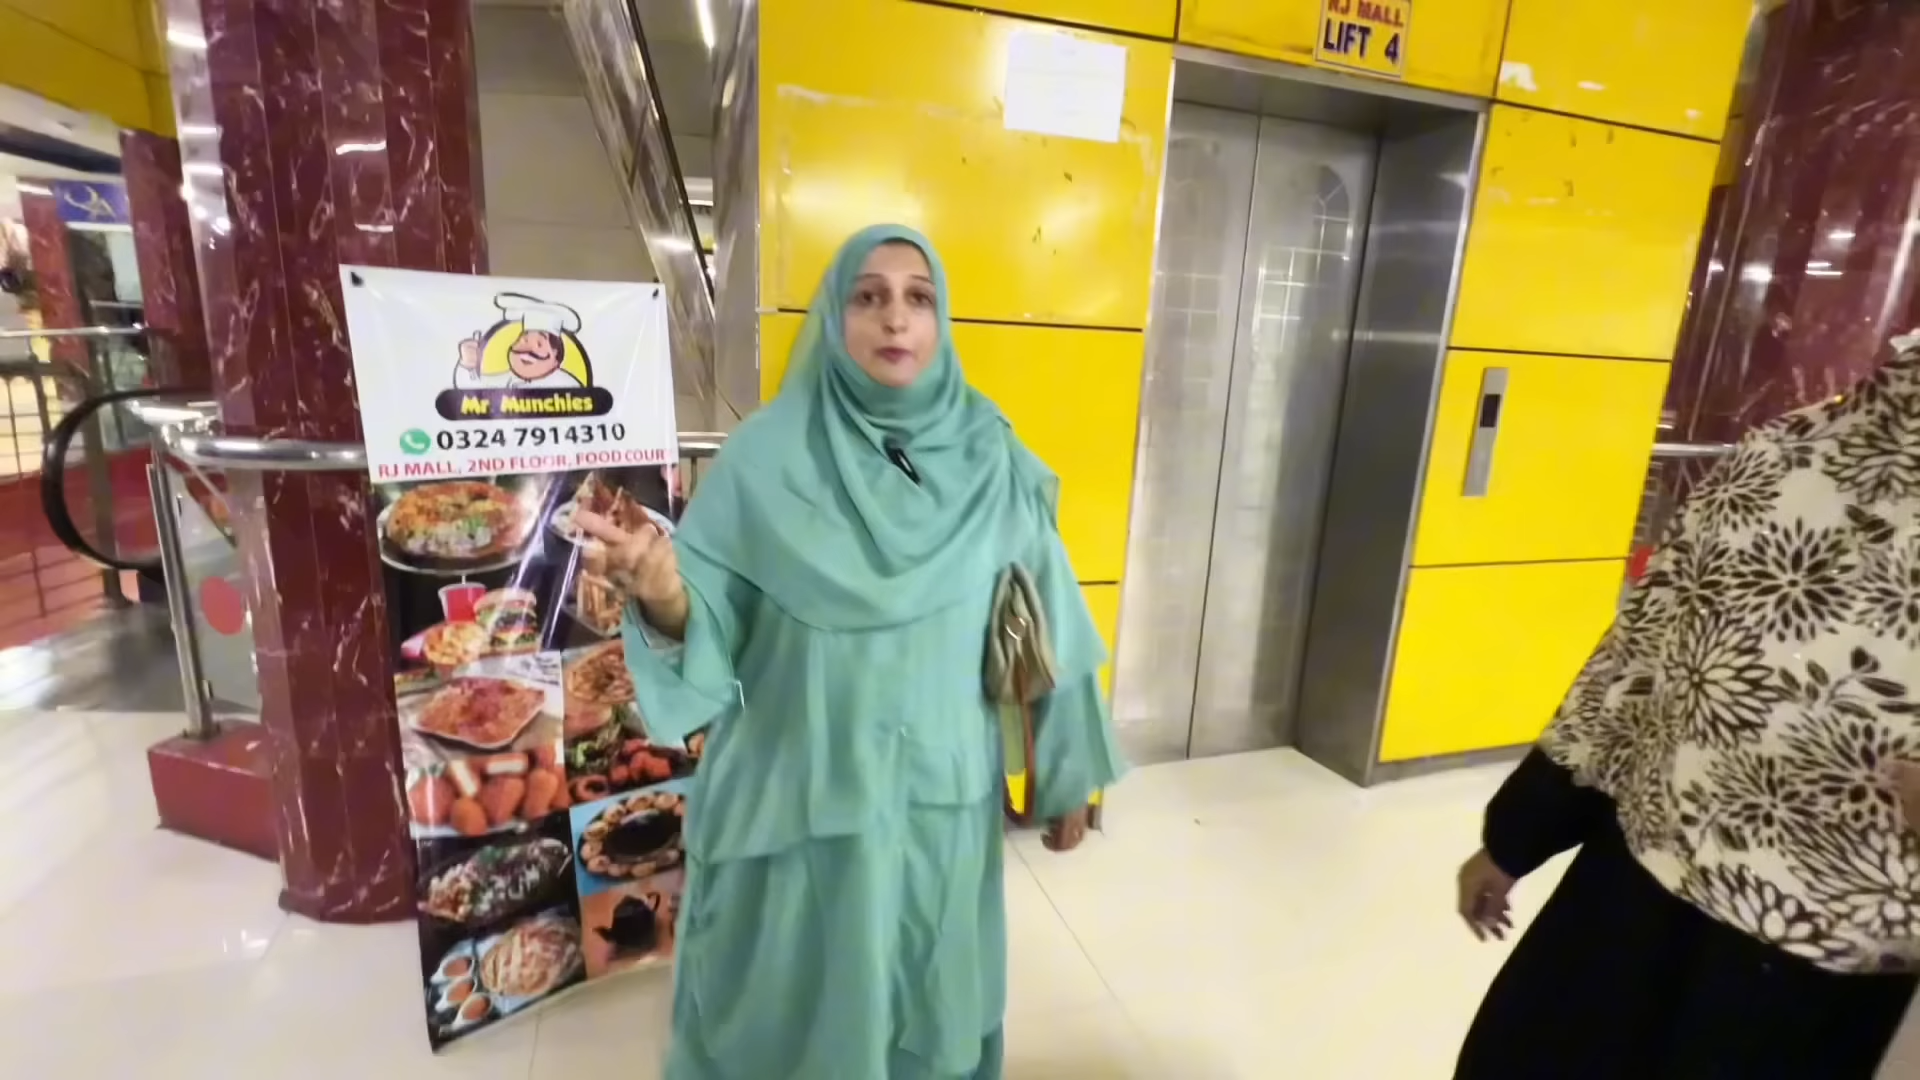 RJ MALL
LIFT 4
Mr. Munchies
0324 7914310
RJ MALL, 2ND FLOOR, FOOD COUR